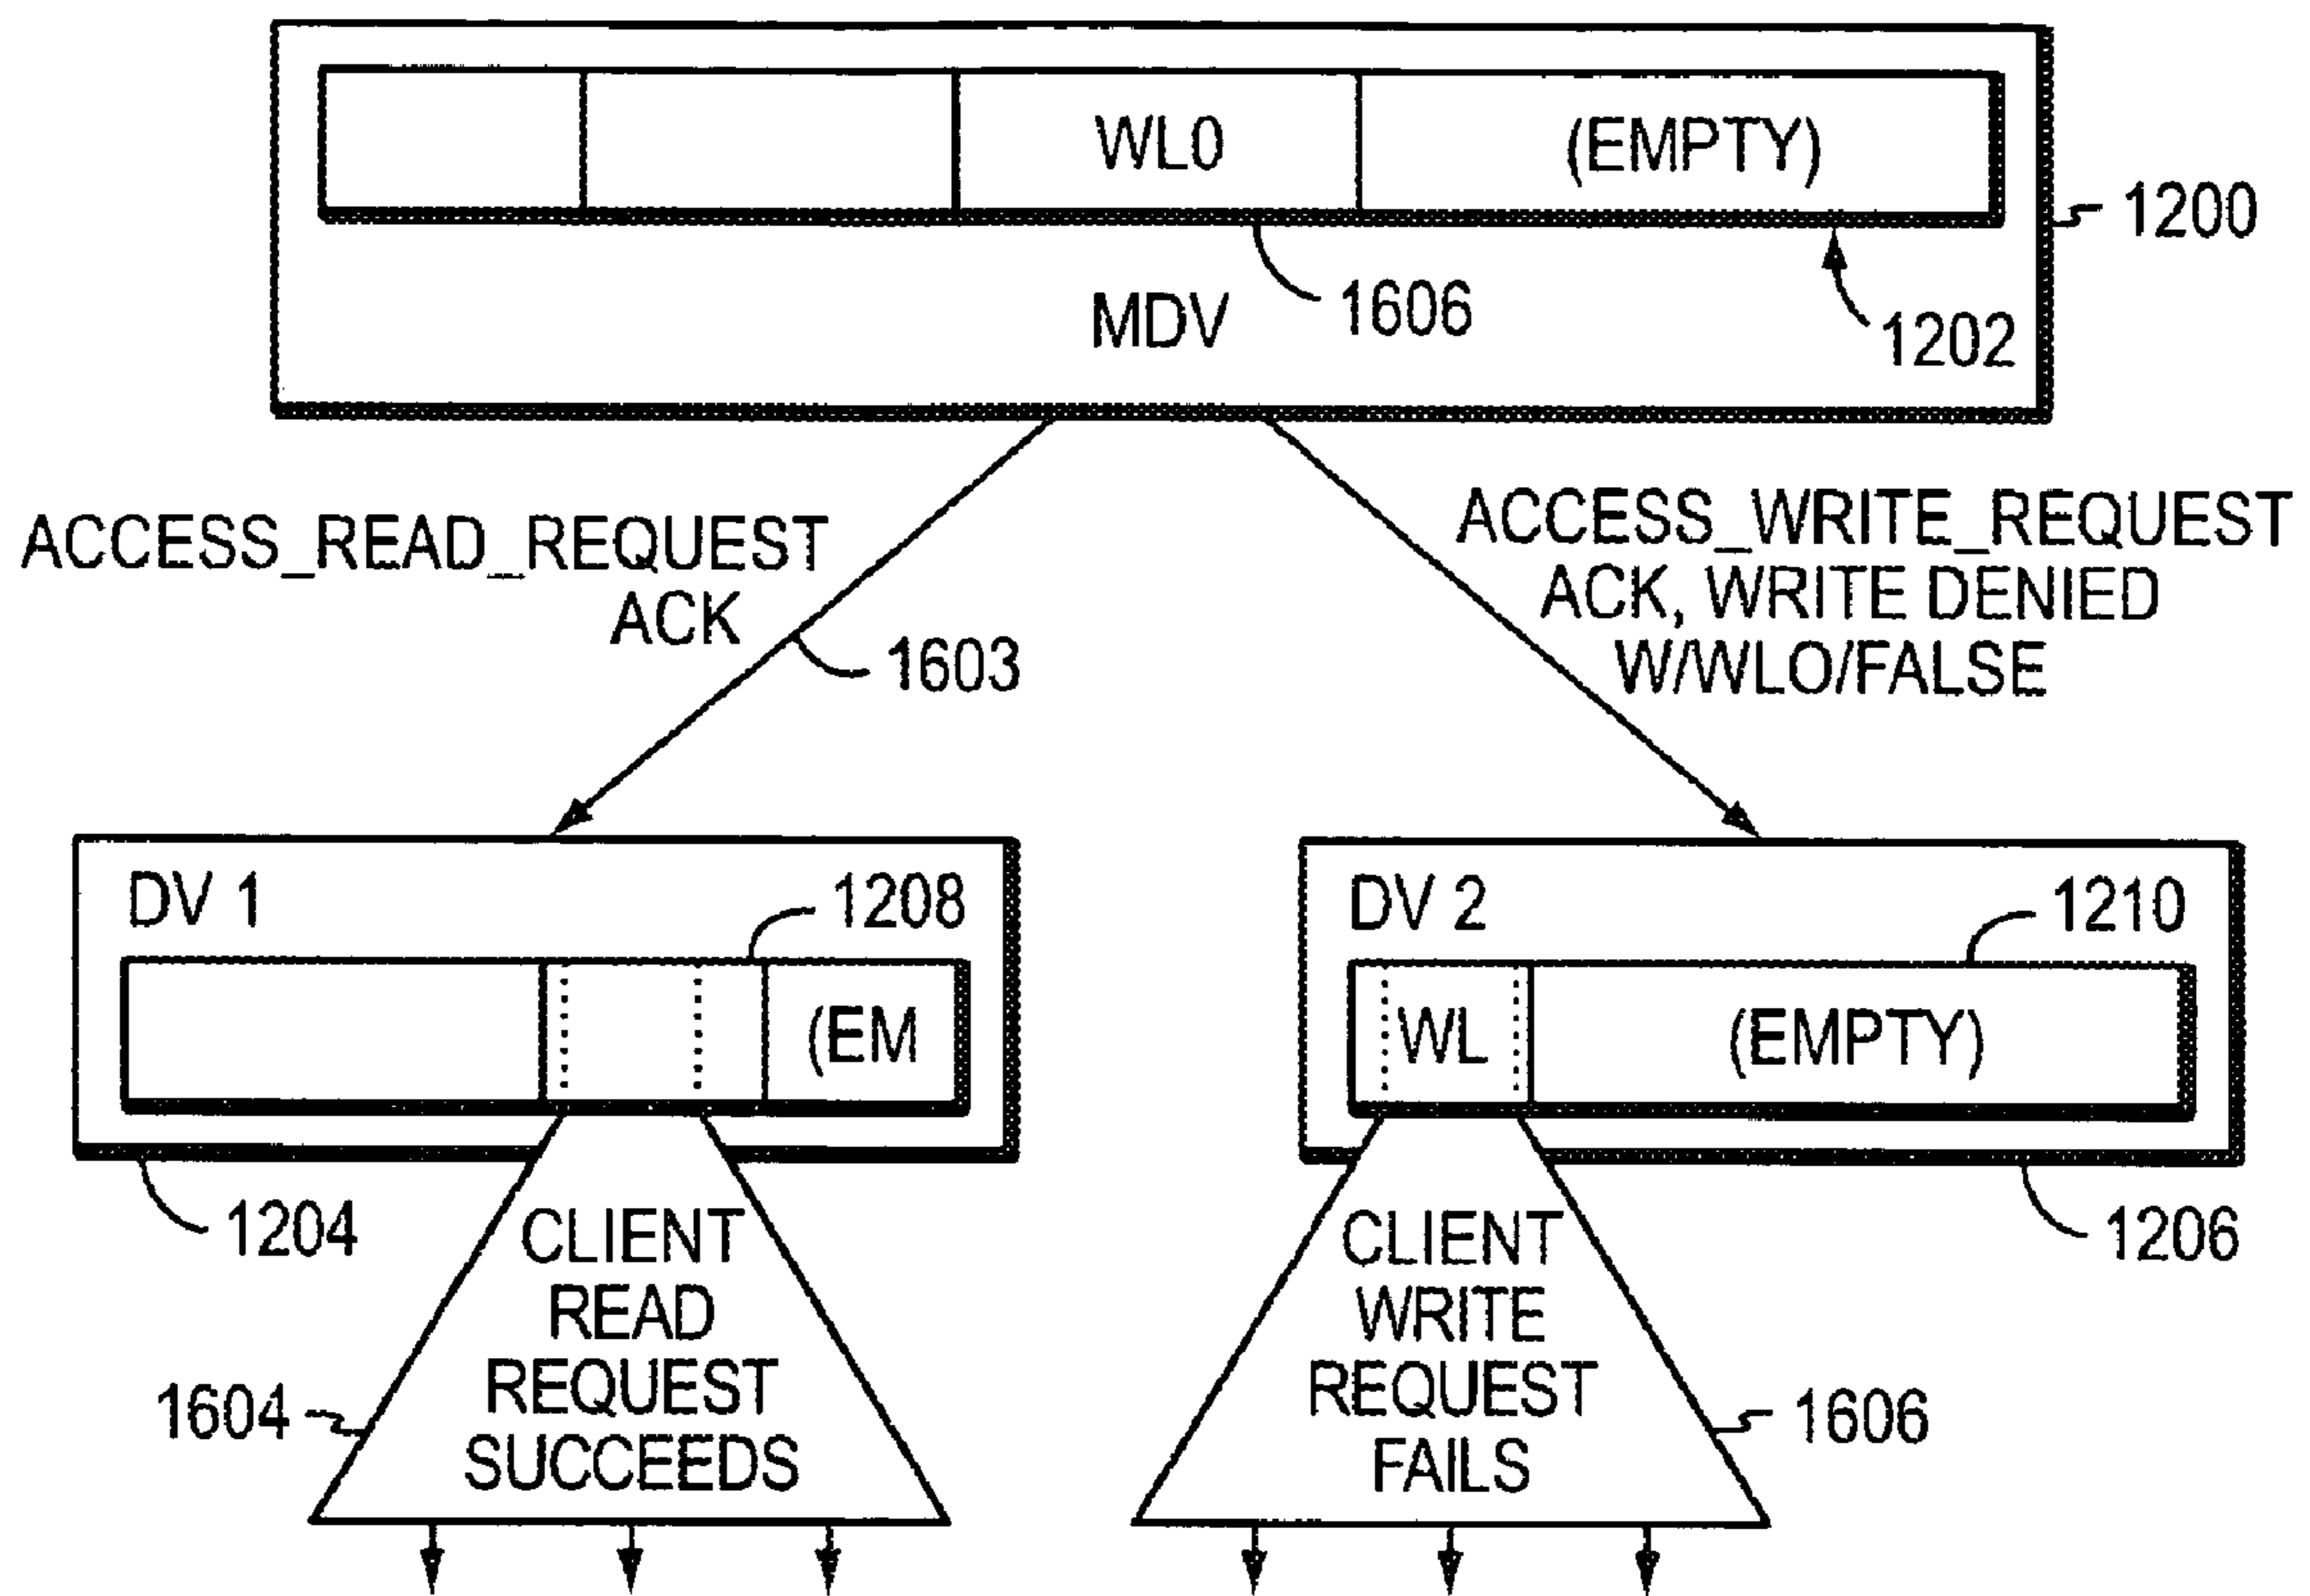 WL0
(EMPTY)
1200
1606
MDV
1202
ACCESS_READ_REQUEST
ACK
1603
ACCESS_WRITE_REQUEST
ACK, WRITE DENIED
W/WLO/FALSE
DV 1
1208
(EM
1204
DV 2
1210
WL
(EMPTY)
1206
CLIENT
READ
REQUEST
SUCCEEDS
1604
CLIENT
WRITE
REQUEST
FAILS
1606